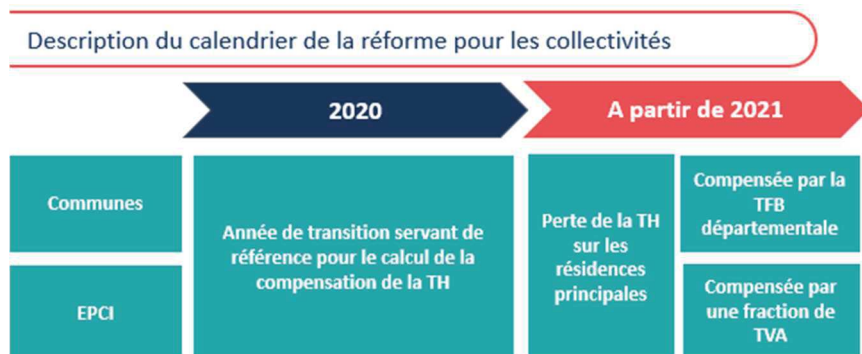 Description du calendrier de la réforme pour les collectivités
2020
A partir de 2021
Communes
EPCI
Année de transition servant de
référence pour le calcul de la
compensation de la TH
Perte de la TH
sur les
résidences
principales
Compensée par la
TFB
départementale
Compensée par
une fraction de
TVA